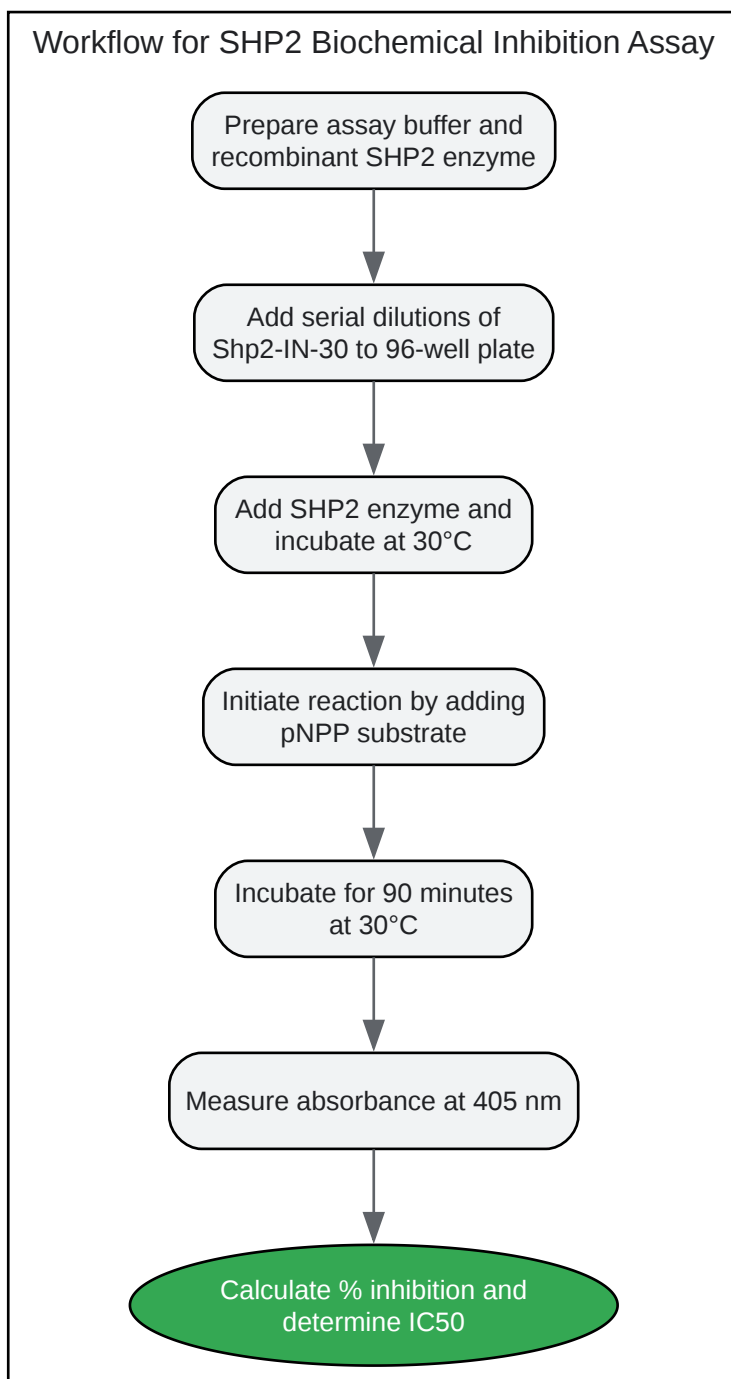 Workflow for SHP2 Biochemical Inhibition Assay
Prepare assay buffer and
recombinant SHP2 enzyme
Add serial dilutions of
Shp2-IN-30 to 96-well plate
Add SHP2 enzyme and
incubate at 30°C
Initiate reaction by adding
pNPP substrate
Incubate for 90 minutes
at 30°C
Measure absorbance at 405 nm
Calculate % inhibition and
determine IC50